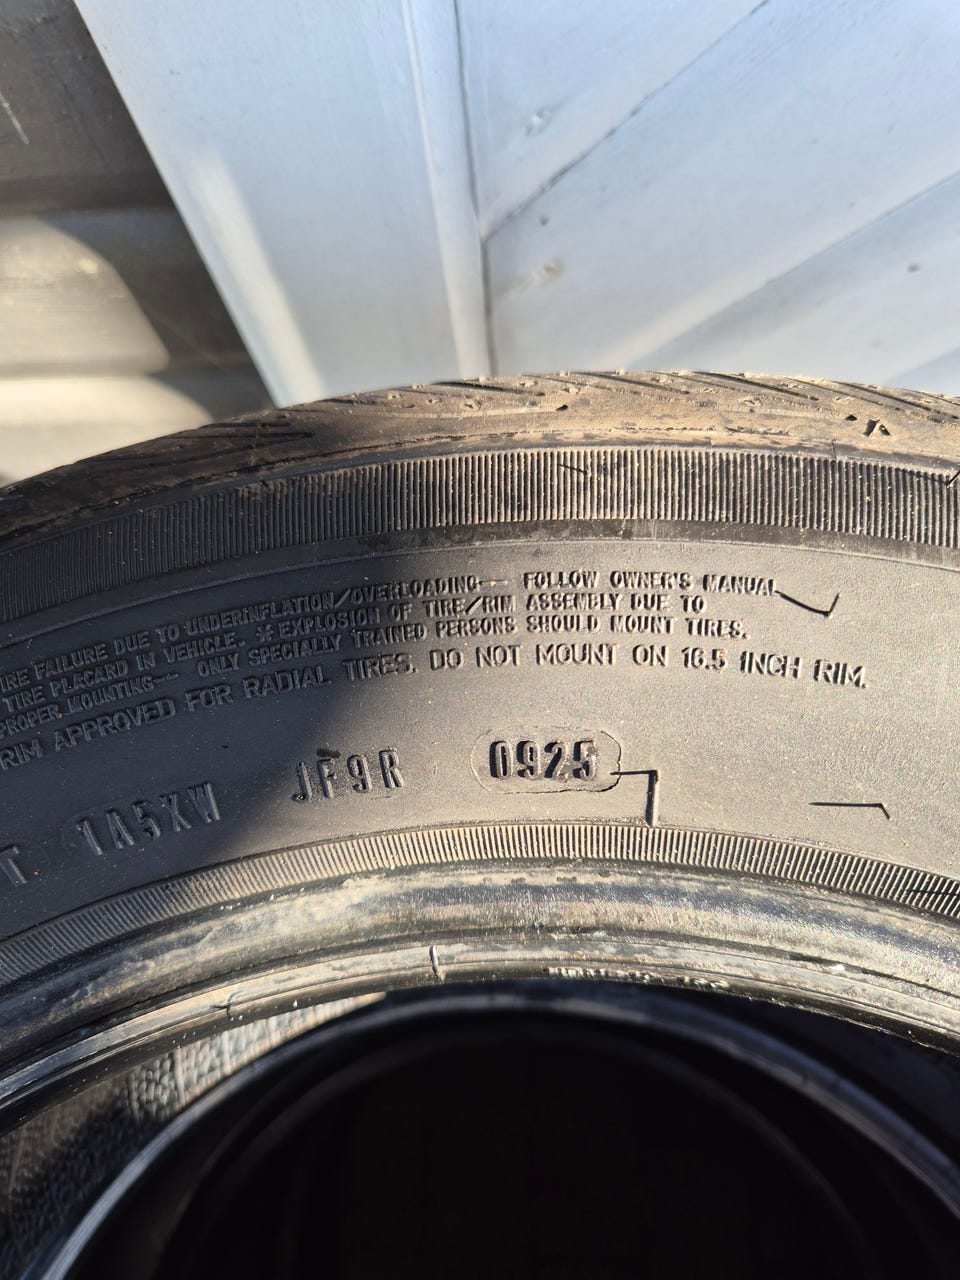 IRE FAILURE DUE TO UNDERINFLATION/OVERLOADING— FOLLOW OWNER'S MANUAL
TIRE PLACARD IN VEHICLE. * EXPLOSION OF TIRE/RIM ASSEMBLY DUE TO
PROPER MOUNTING— ONLY SPECIALLY TRAINED PERSONS SHOULD MOUNT TIRES.
RIM APPROVED FOR RADIAL TIRES. DO NOT MOUNT ON 16.5 INCH RIM.
T 1A5XW JF9R 0925